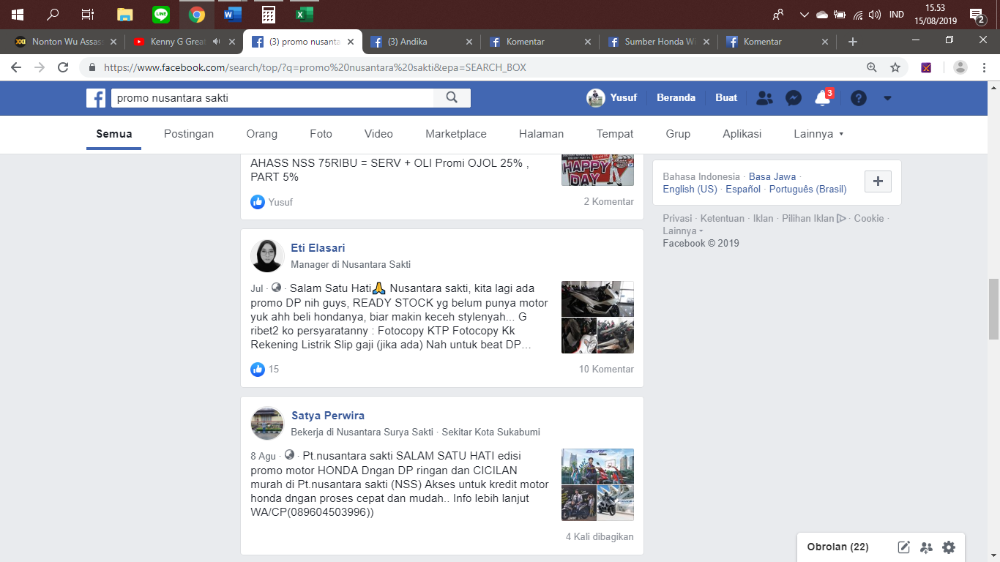 15.53
IND
15/08/2019
2
Nonton Wu Assass
Kenny G Great
(3) promo nusanta
(3) Andika
Komentar
Sumber Honda Wi
Komentar
https://www.facebook.com/search/top/?q=promo%20nusantara%20sakti&epa=SEARCH_BOX
promo nusantara sakti
Yusuf
Beranda
Buat
3
Semua
Postingan
Orang
Foto
Video
Marketplace
Halaman
Tempat
Grup
Aplikasi
Lainnya
AHASS NSS 75RIBU = SERV + OLI Promi OJOL 25% ,
PART 5%
HAPPY
DAY
Yusuf
2 Komentar
Eti Elasari
Manager di Nusantara Sakti
Jul · Salam Satu Hati🙏 Nusantara sakti, kita lagi ada
promo DP nih guys, READY STOCK yg belum punya motor
yuk ahh beli hondanya, biar makin keceh stylenyah... G
ribet2 ko persyaratanny : Fotocopy KTP Fotocopy Kk
Rekening Listrik Slip gaji (jika ada) Nah untuk beat DP…
15
10 Komentar
Satya Perwira
Bekerja di Nusantara Surya Sakti · Sekitar Kota Sukabumi
8 Agu · Pt.nusantara sakti SALAM SATU HATI edisi
promo motor HONDA Dngan DP ringan dan CICILAN
murah di Pt.nusantara sakti (NSS) Akses untuk kredit motor
honda dngan proses cepat dan mudah.. Info lebih lanjut
WA/CP(089604503996))
BeAT
4 Kali dibagikan
Bahasa Indonesia · Basa Jawa ·
English (US) · Español · Português (Brasil)
Privasi · Ketentuan · Iklan · Pilihan Iklan · Cookie ·
Lainnya
Facebook © 2019
Obrolan (22)